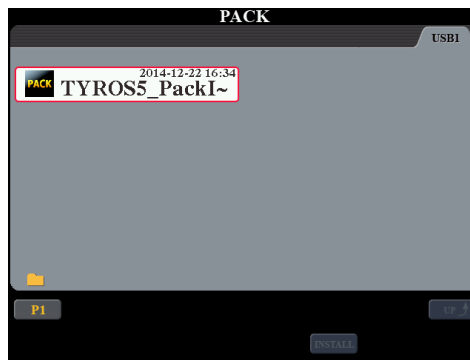 PACK
USB1
2014-12-22 16:34
PACK
TYROS5_PackI~
P1
UP
INSTALL